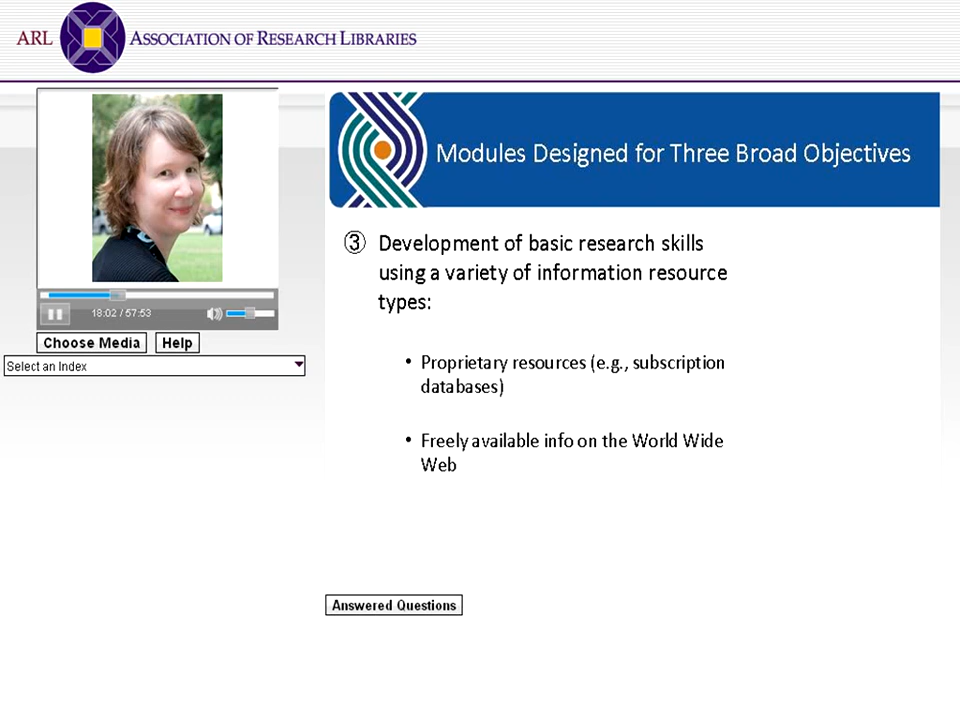 ARL ASSOCIATION OF RESEARCH LIBRARIES
Modules Designed for Three Broad Objectives
18:02 / 57:53
Choose Media
Help
Select an Index
③ Development of basic research skills
using a variety of information resource
types:
• Proprietary resources (e.g., subscription
databases)
• Freely available info on the World Wide
Web
Answered Questions